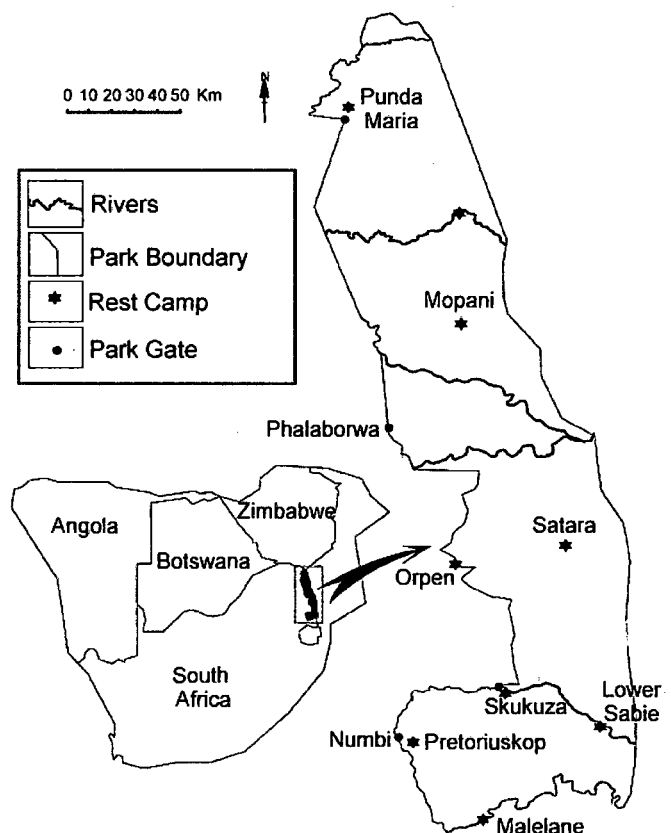 N
0 10 20 30 40 50 Km
Punda
Maria
Rivers
Park Boundary
Rest Camp
Park Gate
Mopani
Phalaborwa
Angola
Zimbabwe
Botswana
Satara
Orpen
South
Africa
Skukuza
Lower
Sabie
Numbi
Pretoriuskop
Malelane